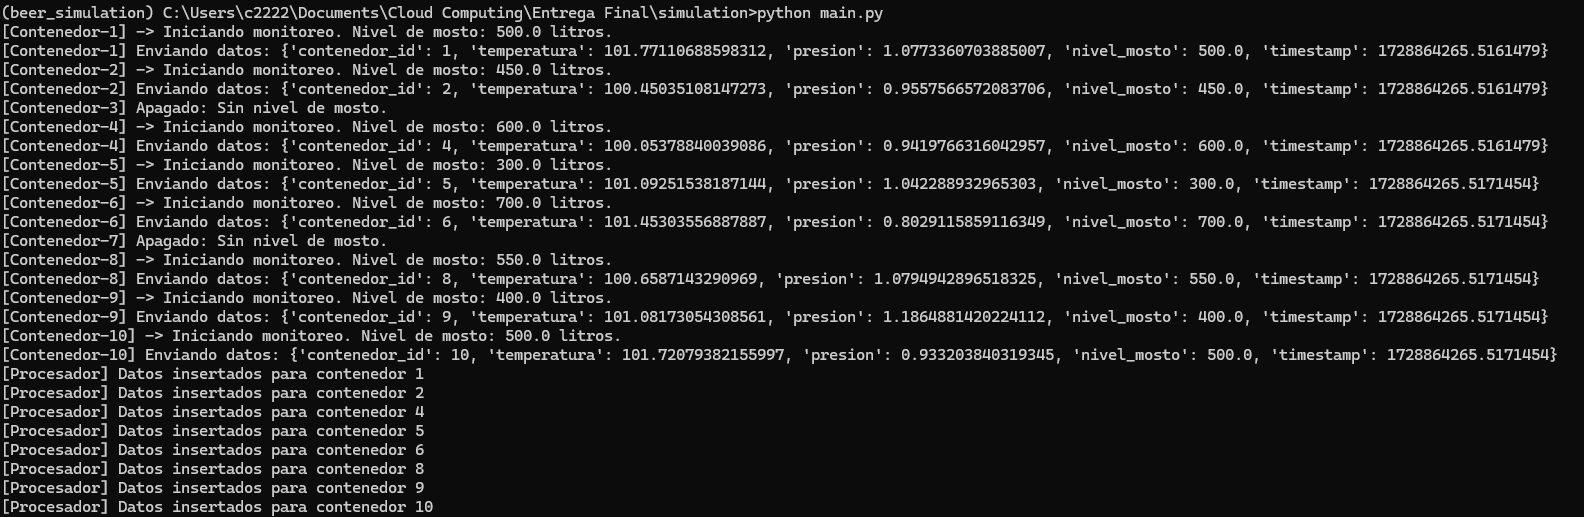 (beer_simulation) C:\Users\c2222\Documents\Cloud Computing\Entrega Final\simulation>python main.py
[Contenedor-1] -> Iniciando monitoreo. Nivel de mosto: 500.0 litros.
[Contenedor-1] Enviando datos: {'contenedor_id': 1, 'temperatura': 101.77110688598312, 'presion': 1.0773360703885007, 'nivel_mosto': 500.0, 'timestamp': 1728864265.5161479}
[Contenedor-2] -> Iniciando monitoreo. Nivel de mosto: 450.0 litros.
[Contenedor-2] Enviando datos: {'contenedor_id': 2, 'temperatura': 100.45035108147273, 'presion': 0.9557566572083706, 'nivel_mosto': 450.0, 'timestamp': 1728864265.5161479}
[Contenedor-3] Apagado: Sin nivel de mosto.
[Contenedor-4] -> Iniciando monitoreo. Nivel de mosto: 600.0 litros.
[Contenedor-4] Enviando datos: {'contenedor_id': 4, 'temperatura': 100.05378840039086, 'presion': 0.9419766316042957, 'nivel_mosto': 600.0, 'timestamp': 1728864265.5161479}
[Contenedor-5] -> Iniciando monitoreo. Nivel de mosto: 300.0 litros.
[Contenedor-5] Enviando datos: {'contenedor_id': 5, 'temperatura': 101.09251538187144, 'presion': 1.042288932965303, 'nivel_mosto': 300.0, 'timestamp': 1728864265.5171454}
[Contenedor-6] -> Iniciando monitoreo. Nivel de mosto: 700.0 litros.
[Contenedor-6] Enviando datos: {'contenedor_id': 6, 'temperatura': 101.45303556887887, 'presion': 0.8029115859116349, 'nivel_mosto': 700.0, 'timestamp': 1728864265.5171454}
[Contenedor-7] Apagado: Sin nivel de mosto.
[Contenedor-8] -> Iniciando monitoreo. Nivel de mosto: 550.0 litros.
[Contenedor-8] Enviando datos: {'contenedor_id': 8, 'temperatura': 100.6587143290969, 'presion': 1.0794942896518325, 'nivel_mosto': 550.0, 'timestamp': 1728864265.5171454}
[Contenedor-9] -> Iniciando monitoreo. Nivel de mosto: 400.0 litros.
[Contenedor-9] Enviando datos: {'contenedor_id': 9, 'temperatura': 101.08173054308561, 'presion': 1.1864881420224112, 'nivel_mosto': 400.0, 'timestamp': 1728864265.5171454}
[Contenedor-10] -> Iniciando monitoreo. Nivel de mosto: 500.0 litros.
[Contenedor-10] Enviando datos: {'contenedor_id': 10, 'temperatura': 101.72079382155997, 'presion': 0.933203840319345, 'nivel_mosto': 500.0, 'timestamp': 1728864265.5171454}
[Procesador] Datos insertados para contenedor 1
[Procesador] Datos insertados para contenedor 2
[Procesador] Datos insertados para contenedor 4
[Procesador] Datos insertados para contenedor 5
[Procesador] Datos insertados para contenedor 6
[Procesador] Datos insertados para contenedor 8
[Procesador] Datos insertados para contenedor 9
[Procesador] Datos insertados para contenedor 10